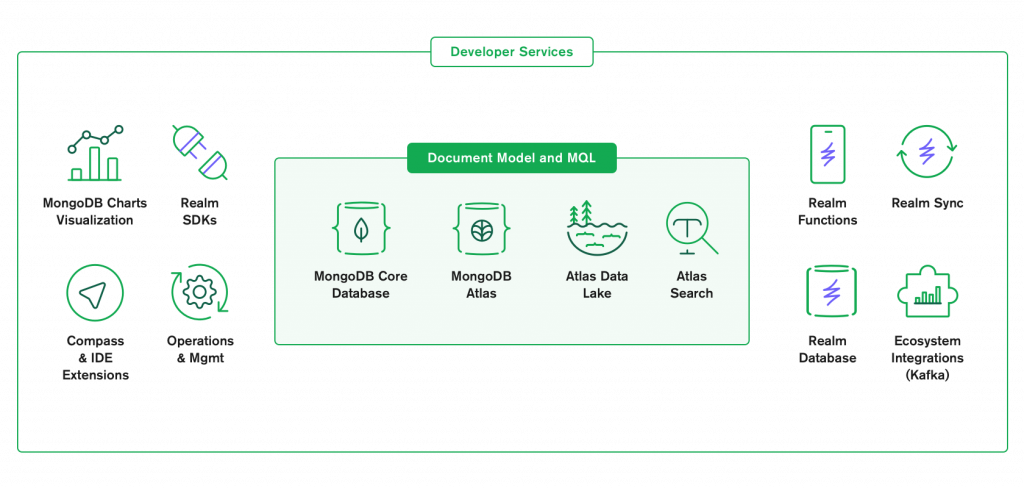 Developer Services
Document Model and MQL
MongoDB Charts
Visualization
Realm
SDKs
Compass
& IDE
Extensions
Operations
& Mgmt
MongoDB Core
Database
MongoDB
Atlas
Atlas Data
Lake
Atlas
Search
Realm
Functions
Realm Sync
Realm
Database
Ecosystem
Integrations
(Kafka)